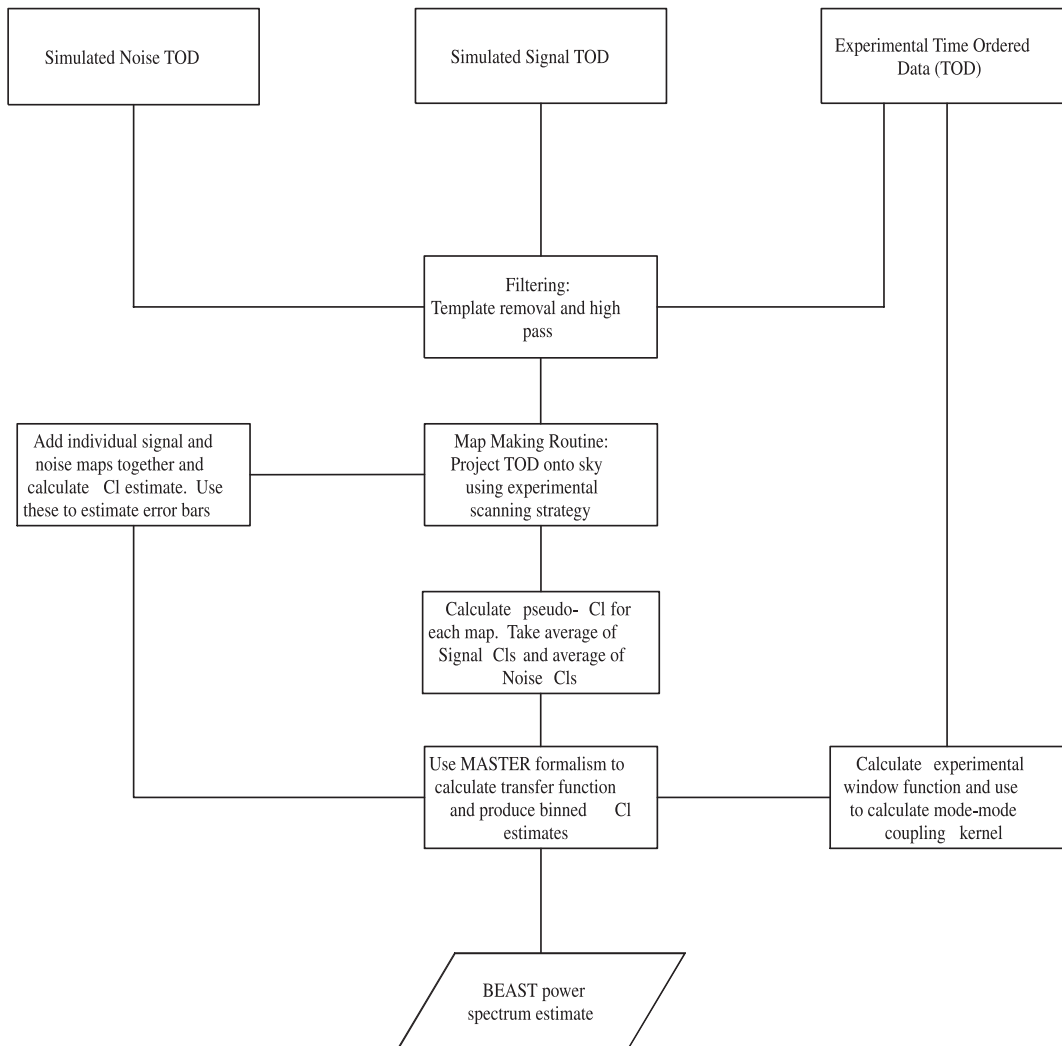 Simulated Noise TOD
Simulated Signal TOD
Experimental Time Ordered
Data (TOD)
Filtering:
Template removal and high
pass
Add individual signal and
noise maps together and
calculate Cl estimate. Use
these to estimate error bars
Map Making Routine:
Project TOD onto sky
using experimental
scanning strategy
Calculate pseudo- Cl for
each map. Take average of
Signal Cls and average of
Noise Cls
Use MASTER formalism to
calculate transfer function
and produce binned Cl
estimates
Calculate experimental
window function and use
to calculate mode-mode
coupling kernel
BEAST power
spectrum estimate